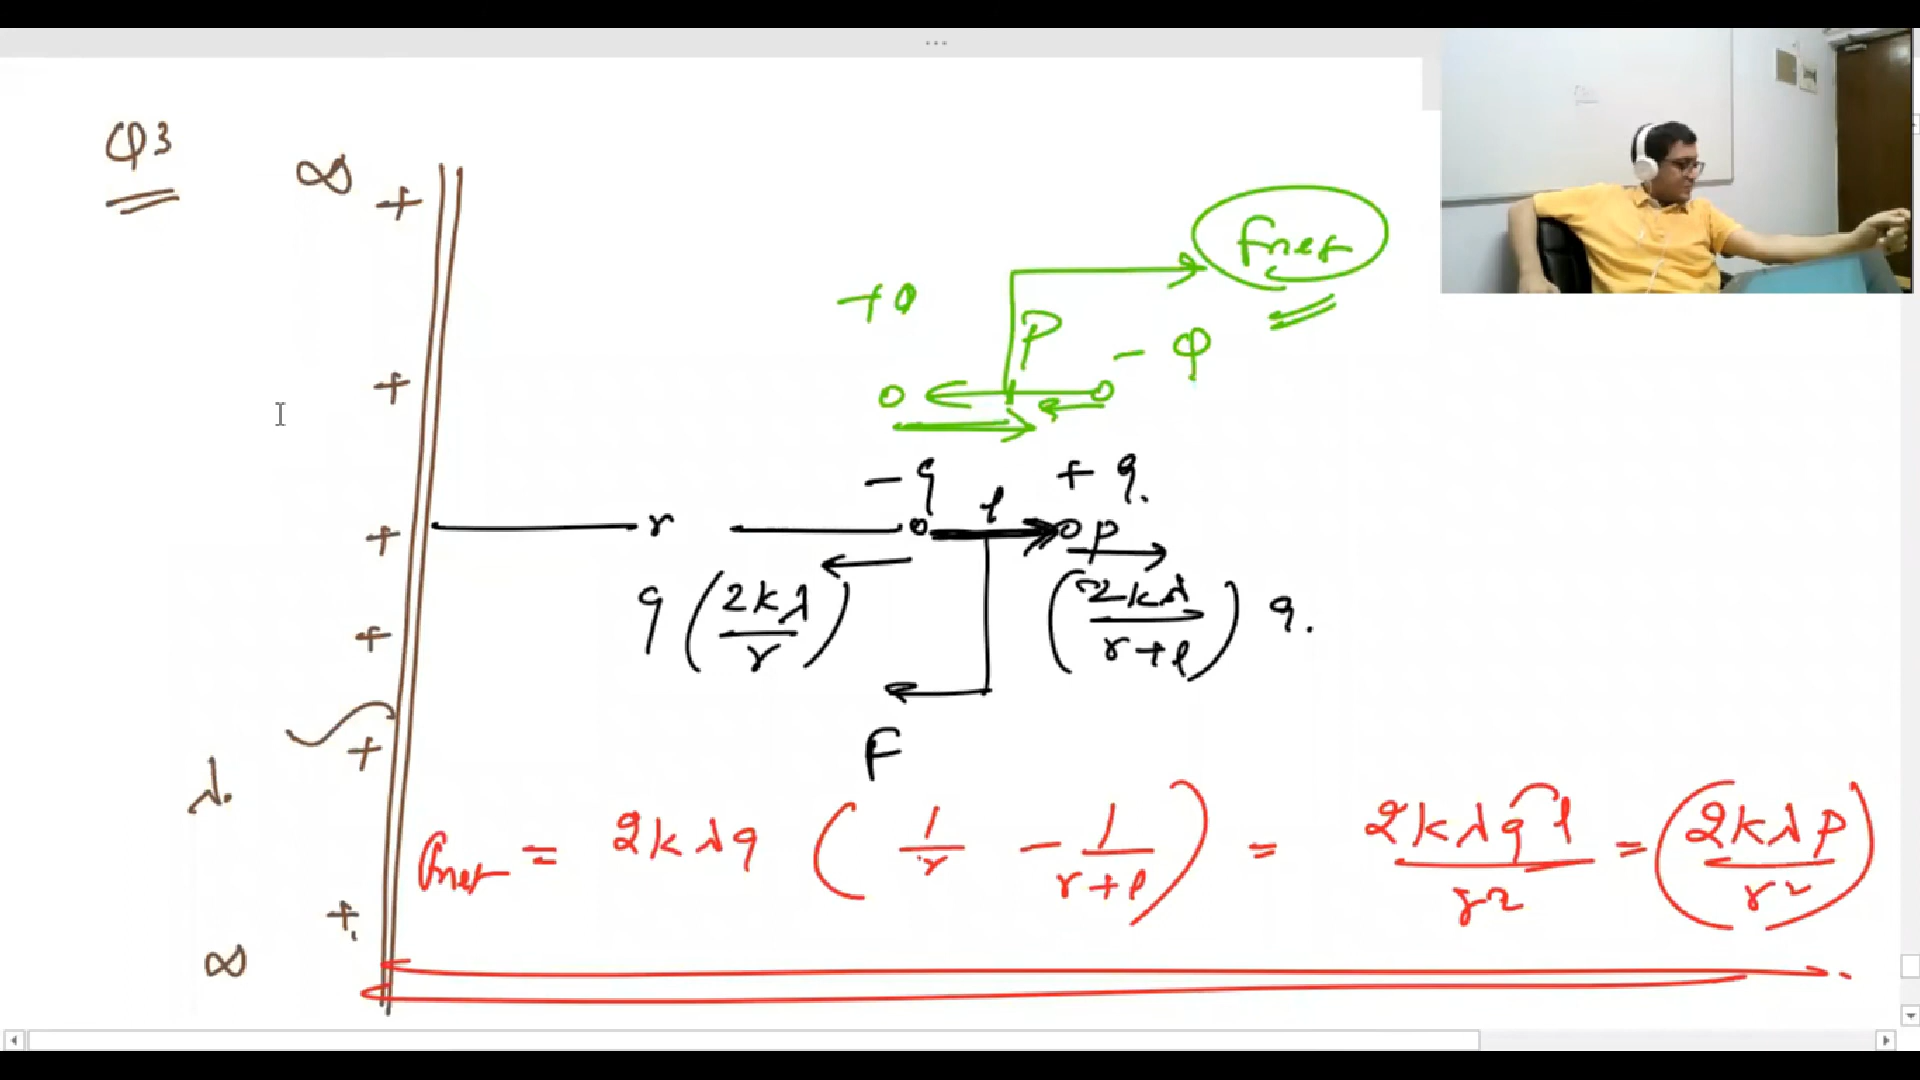 Q3
∞
+
Fnet
+Q
P
- Q
+
- q
l
+ q.
+
r
P
q (2kλ/r)
(2kλ/r+l) q.
+
+
F
λ.
Fnet = 2kλq (1/r - 1/r+l) = 2kλql/r2 = (2kλp/r2)
+.
∞